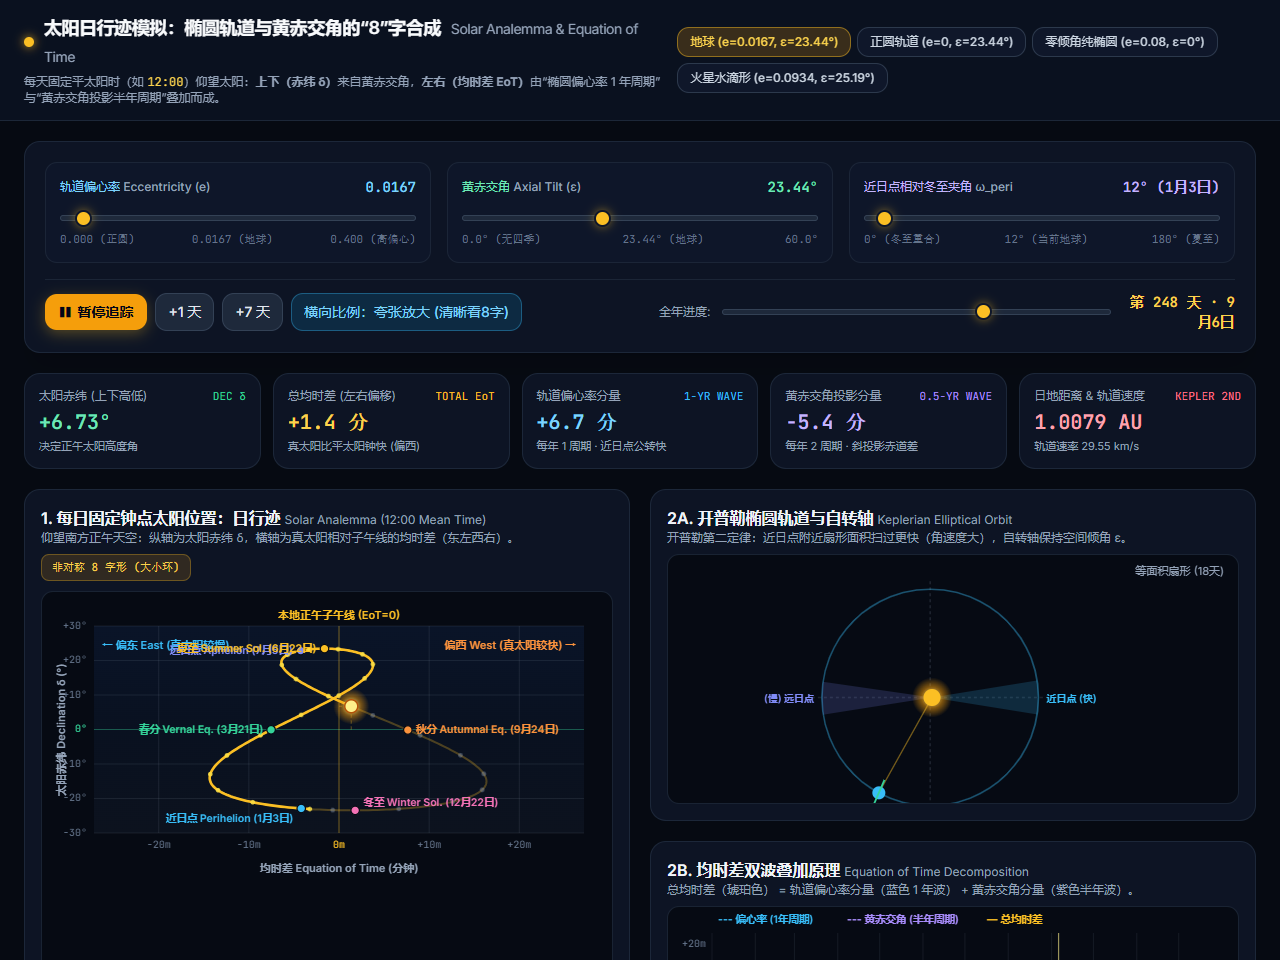 太阳日行迹模拟：椭圆轨道与黄赤交角的“8”字合成 Solar Analemma & Equation of Time
每天固定平太阳时（如 12:00）仰望太阳：上下（赤纬 δ）来自黄赤交角，左右（均时差 EoT）由“椭圆偏心率 1 年周期”与“黄赤交角投影半年周期”叠加而成。
地球 (e=0.0167, ε=23.44°)
正圆轨道 (e=0, ε=23.44°)
零倾角纯椭圆 (e=0.08, ε=0°)
火星水滴形 (e=0.0934, ε=25.19°)
轨道偏心率 Eccentricity (e) 0.0167
0.000 (正圆) 0.0167 (地球) 0.400 (高偏心)
黄赤交角 Axial Tilt (ε) 23.44°
0.0° (无四季) 23.44° (地球) 60.0°
近日点相对冬至夹角 ω_peri 12° (1月3日)
0° (冬至重合) 12° (当前地球) 180° (夏至)
暂停追踪
+1 天
+7 天
横向比例：夸张放大 (清晰看8字)
全年进度:
第 248 天 · 9月6日
太阳赤纬 (上下高低) DEC δ
+6.73°
决定正午太阳高度角
总均时差 (左右偏移) TOTAL EoT
+1.4 分
真太阳比平太阳钟快 (偏西)
轨道偏心率分量 1-YR WAVE
+6.7 分
每年 1 周期 · 近日点公转快
黄赤交角投影分量 0.5-YR WAVE
-5.4 分
每年 2 周期 · 斜投影赤道差
日地距离 & 轨道速度 KEPLER 2ND
1.0079 AU
轨道速率 29.55 km/s
1. 每日固定钟点太阳位置：日行迹 Solar Analemma (12:00 Mean Time)
仰望南方正午天空：纵轴为太阳赤纬 δ，横轴为真太阳相对子午线的均时差（东左西右）。
非对称 8 字形 (大小环)
本地正午子午线 (EoT=0)
← 偏东 East (真太阳较慢)
偏西 West (真太阳较快) →
夏至 Summer Sol. (6月22日)
春分 Vernal Eq. (3月21日)
秋分 Autumnal Eq. (9月24日)
冬至 Winter Sol. (12月22日)
近日点 Perihelion (1月3日)
太阳赤纬 Declination δ (°)
+30°
+20°
+10°
0°
-10°
-20°
-30°
-20m -10m 0m +10m +20m
均时差 Equation of Time (分钟)
2A. 开普勒椭圆轨道与自转轴 Keplerian Elliptical Orbit
开普勒第二定律：近日点附近扇形面积扫过更快（角速度大），自转轴保持空间倾角 ε。
等面积扇形 (18天)
(慢) 远日点
近日点 (快)
2B. 均时差双波叠加原理 Equation of Time Decomposition
总均时差（琥珀色）= 轨道偏心率分量（蓝色 1 年波）+ 黄赤交角分量（紫色半年波）。
--- 偏心率 (1年周期) --- 黄赤交角 (半年周期) — 总均时差
+20m